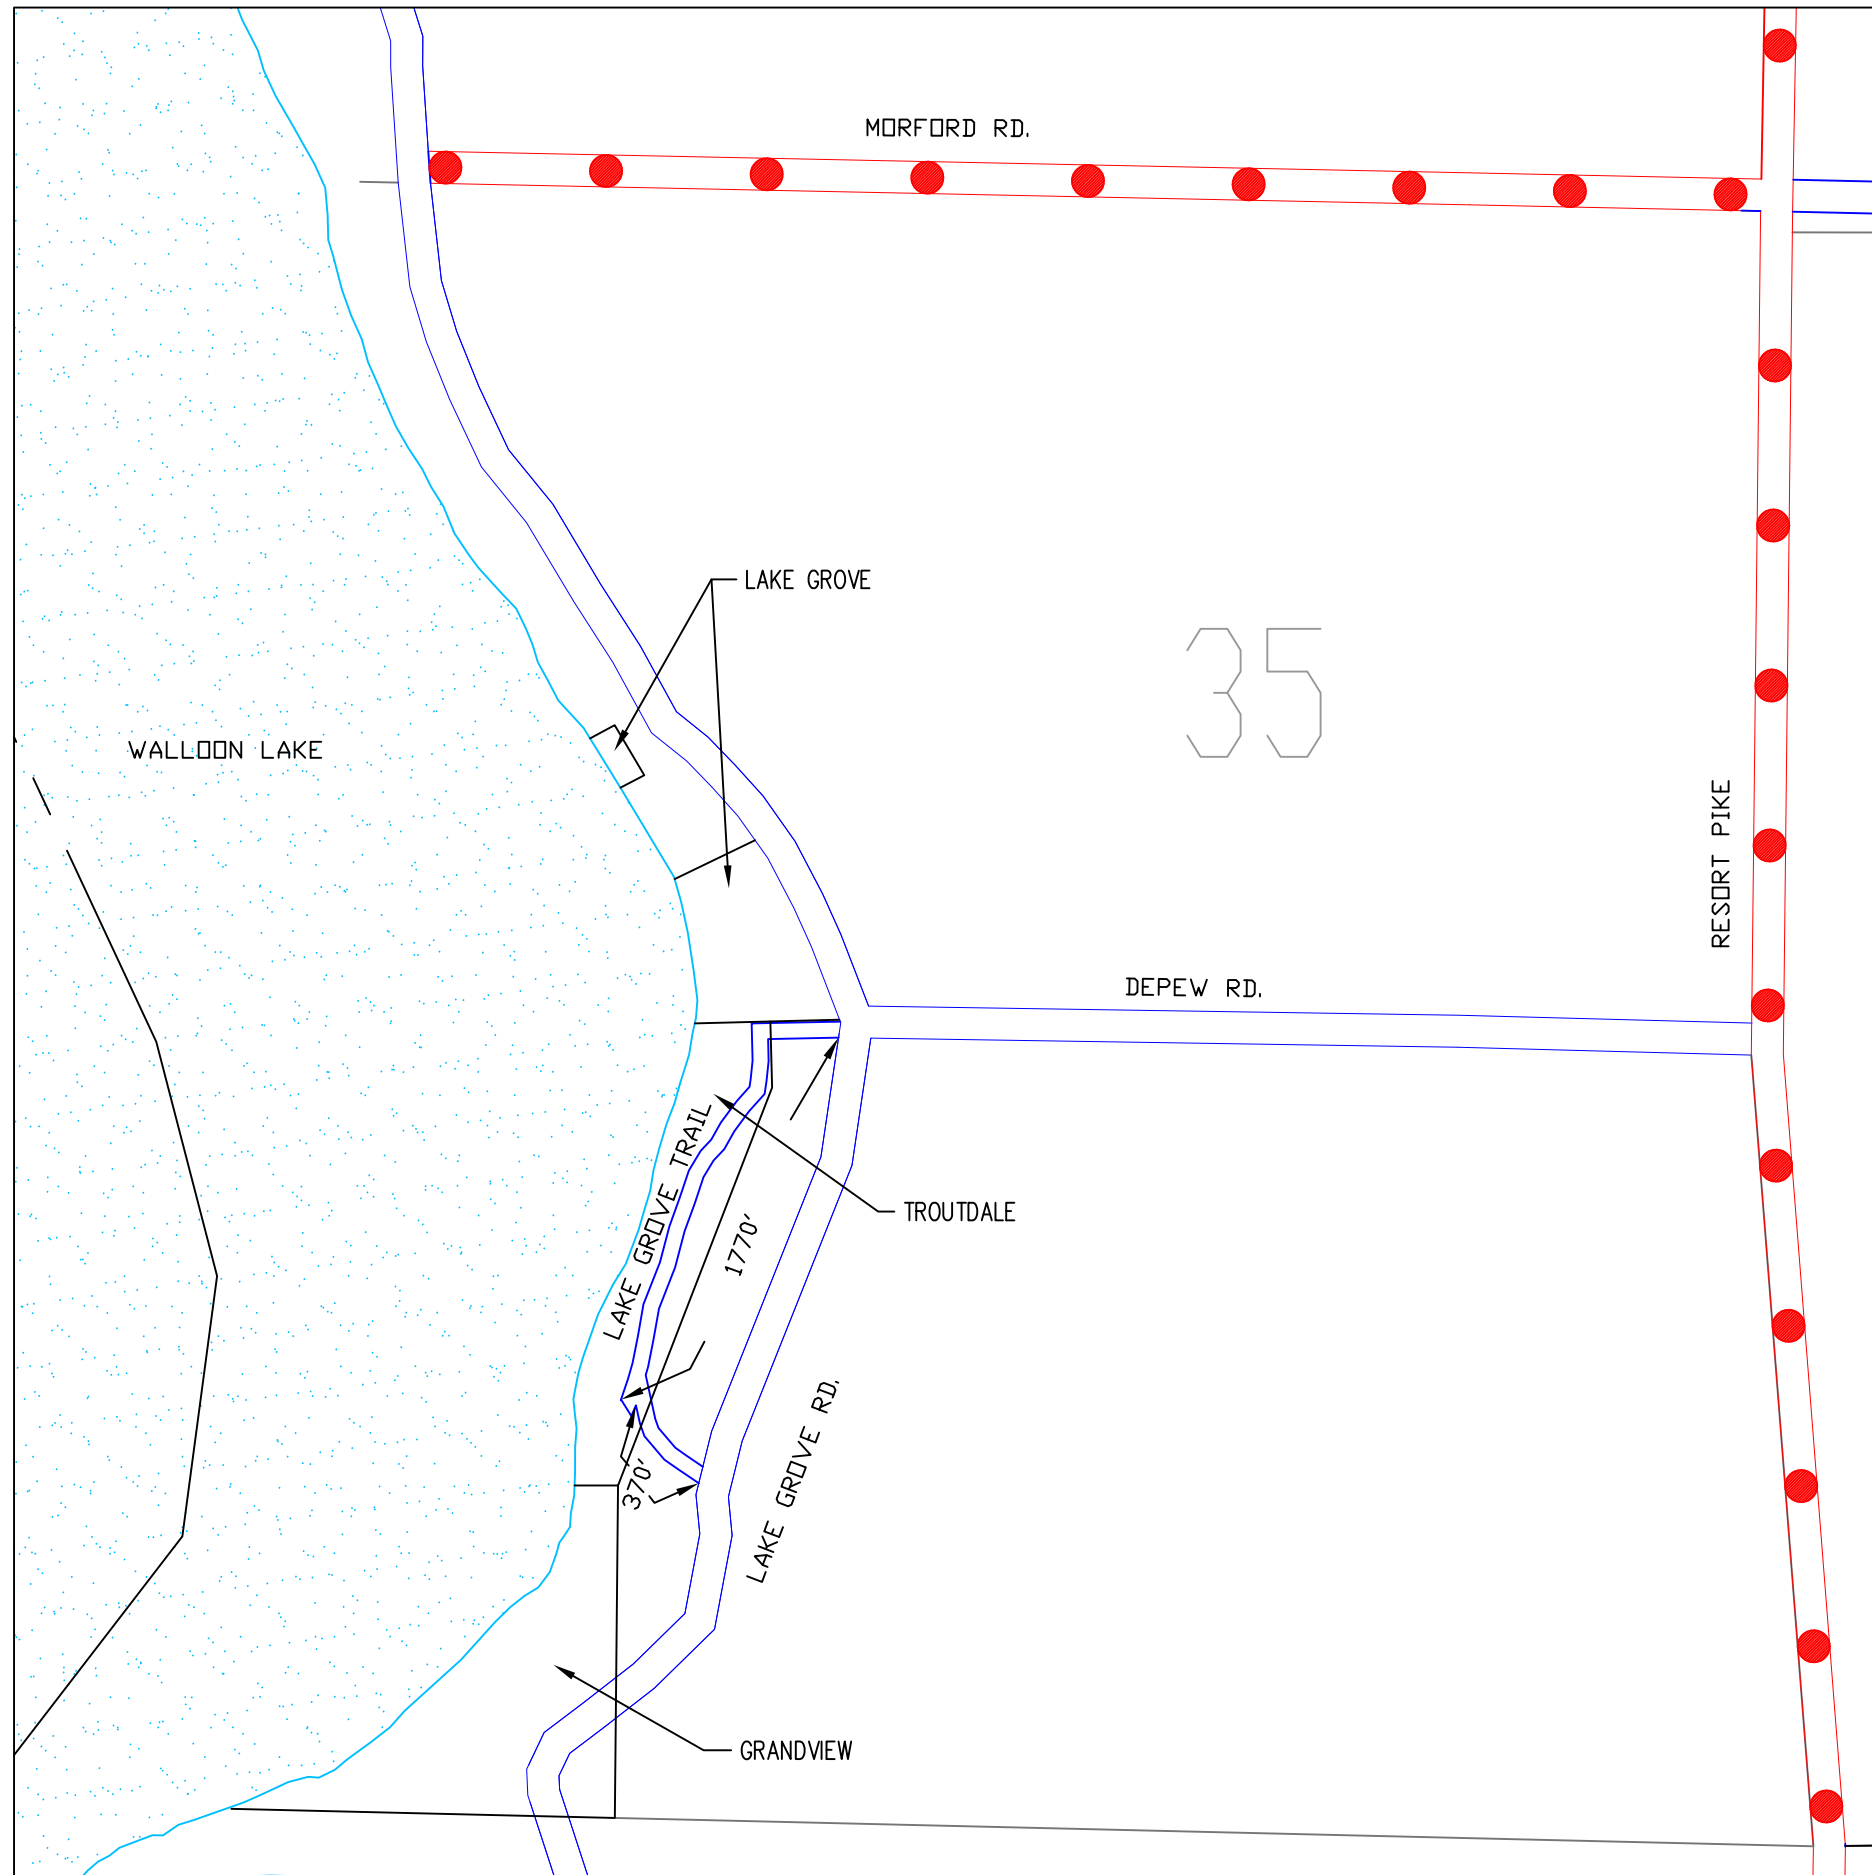 MORFORD RD.
LAKE GROVE
35
WALLOON LAKE
RESORT PIKE
DEPEW RD.
LAKE GROVE TRAIL
TROUTDALE
1770'
LAKE GROVE RD.
370'
GRANDVIEW